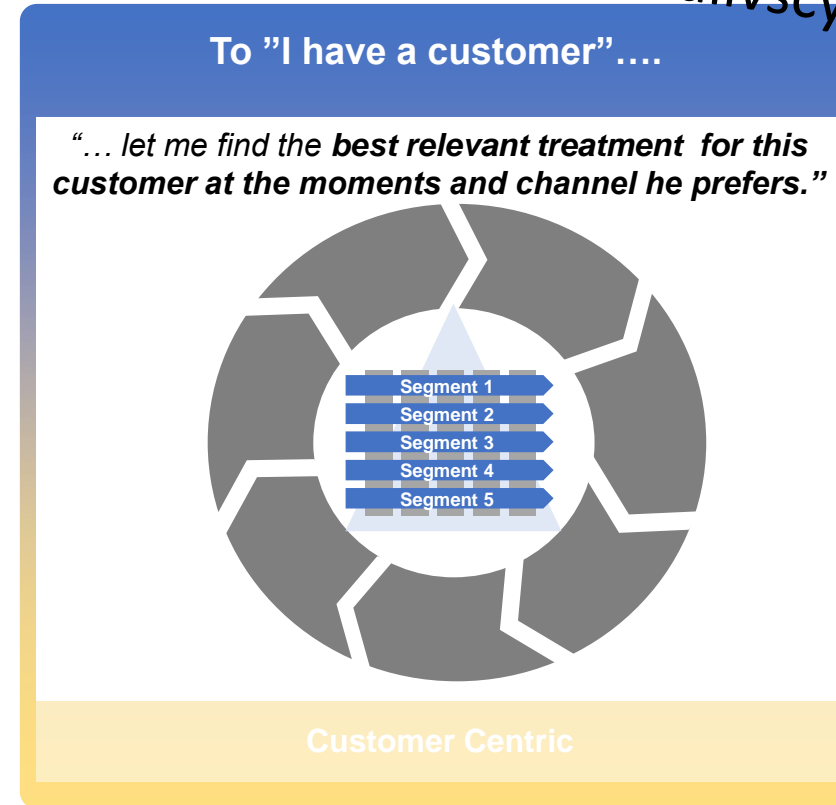 To ”I have a customer”….
“… let me find the best relevant treatment for this
customer at the moments and channel he prefers.”
Segment 1
Segment 2
Segment 3
Segment 4
Segment 5
Customer Centric